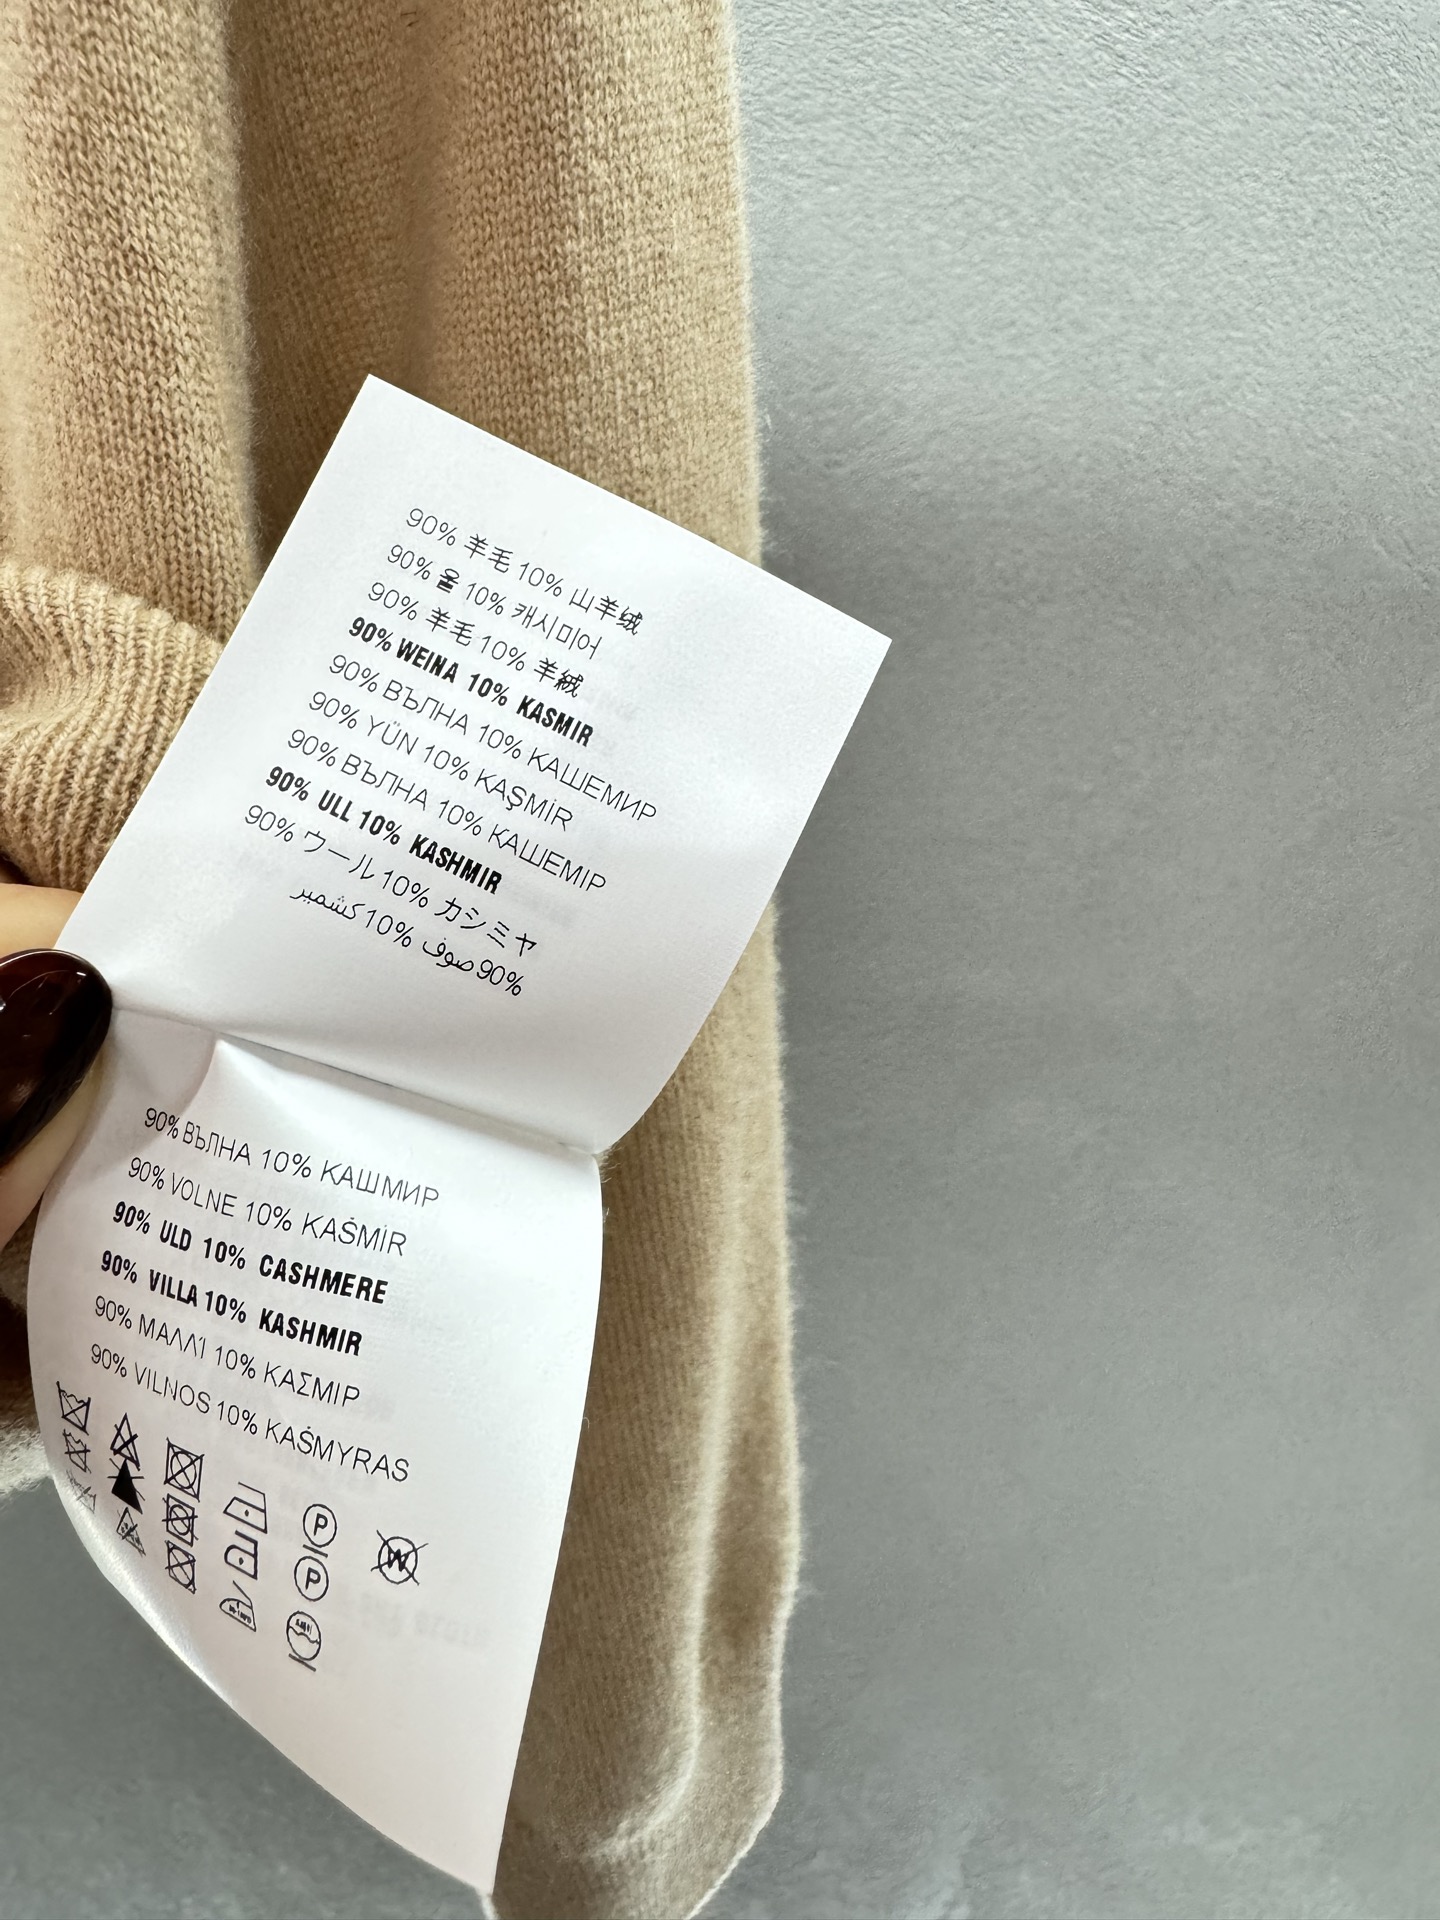 90% 羊毛 10% 山羊绒
90% 울 10% 캐시미어
90% 羊毛 10% 羊絨
90% WEINA 10% KASMIR
90% ВЪЛНА 10% КАШЕМИР
90% YÜN 10% KAŞMİR
90% ВЪЛНА 10% КАШЕМІР
90% ULL 10% KASHMIR
90% ウール 10% カシミヤ
90% صوف 10% كشمير
90% ВЪЛНА 10% КАШМИР
90% VOLNE 10% KAŠMIR
90% ULD 10% CASHMERE
90% VILLA 10% KASHMIR
90% ΜΑΛΛΊ 10% ΚΑΣΜΙΡ
90% VILNOS 10% KAŠMYRAS
P
W
P